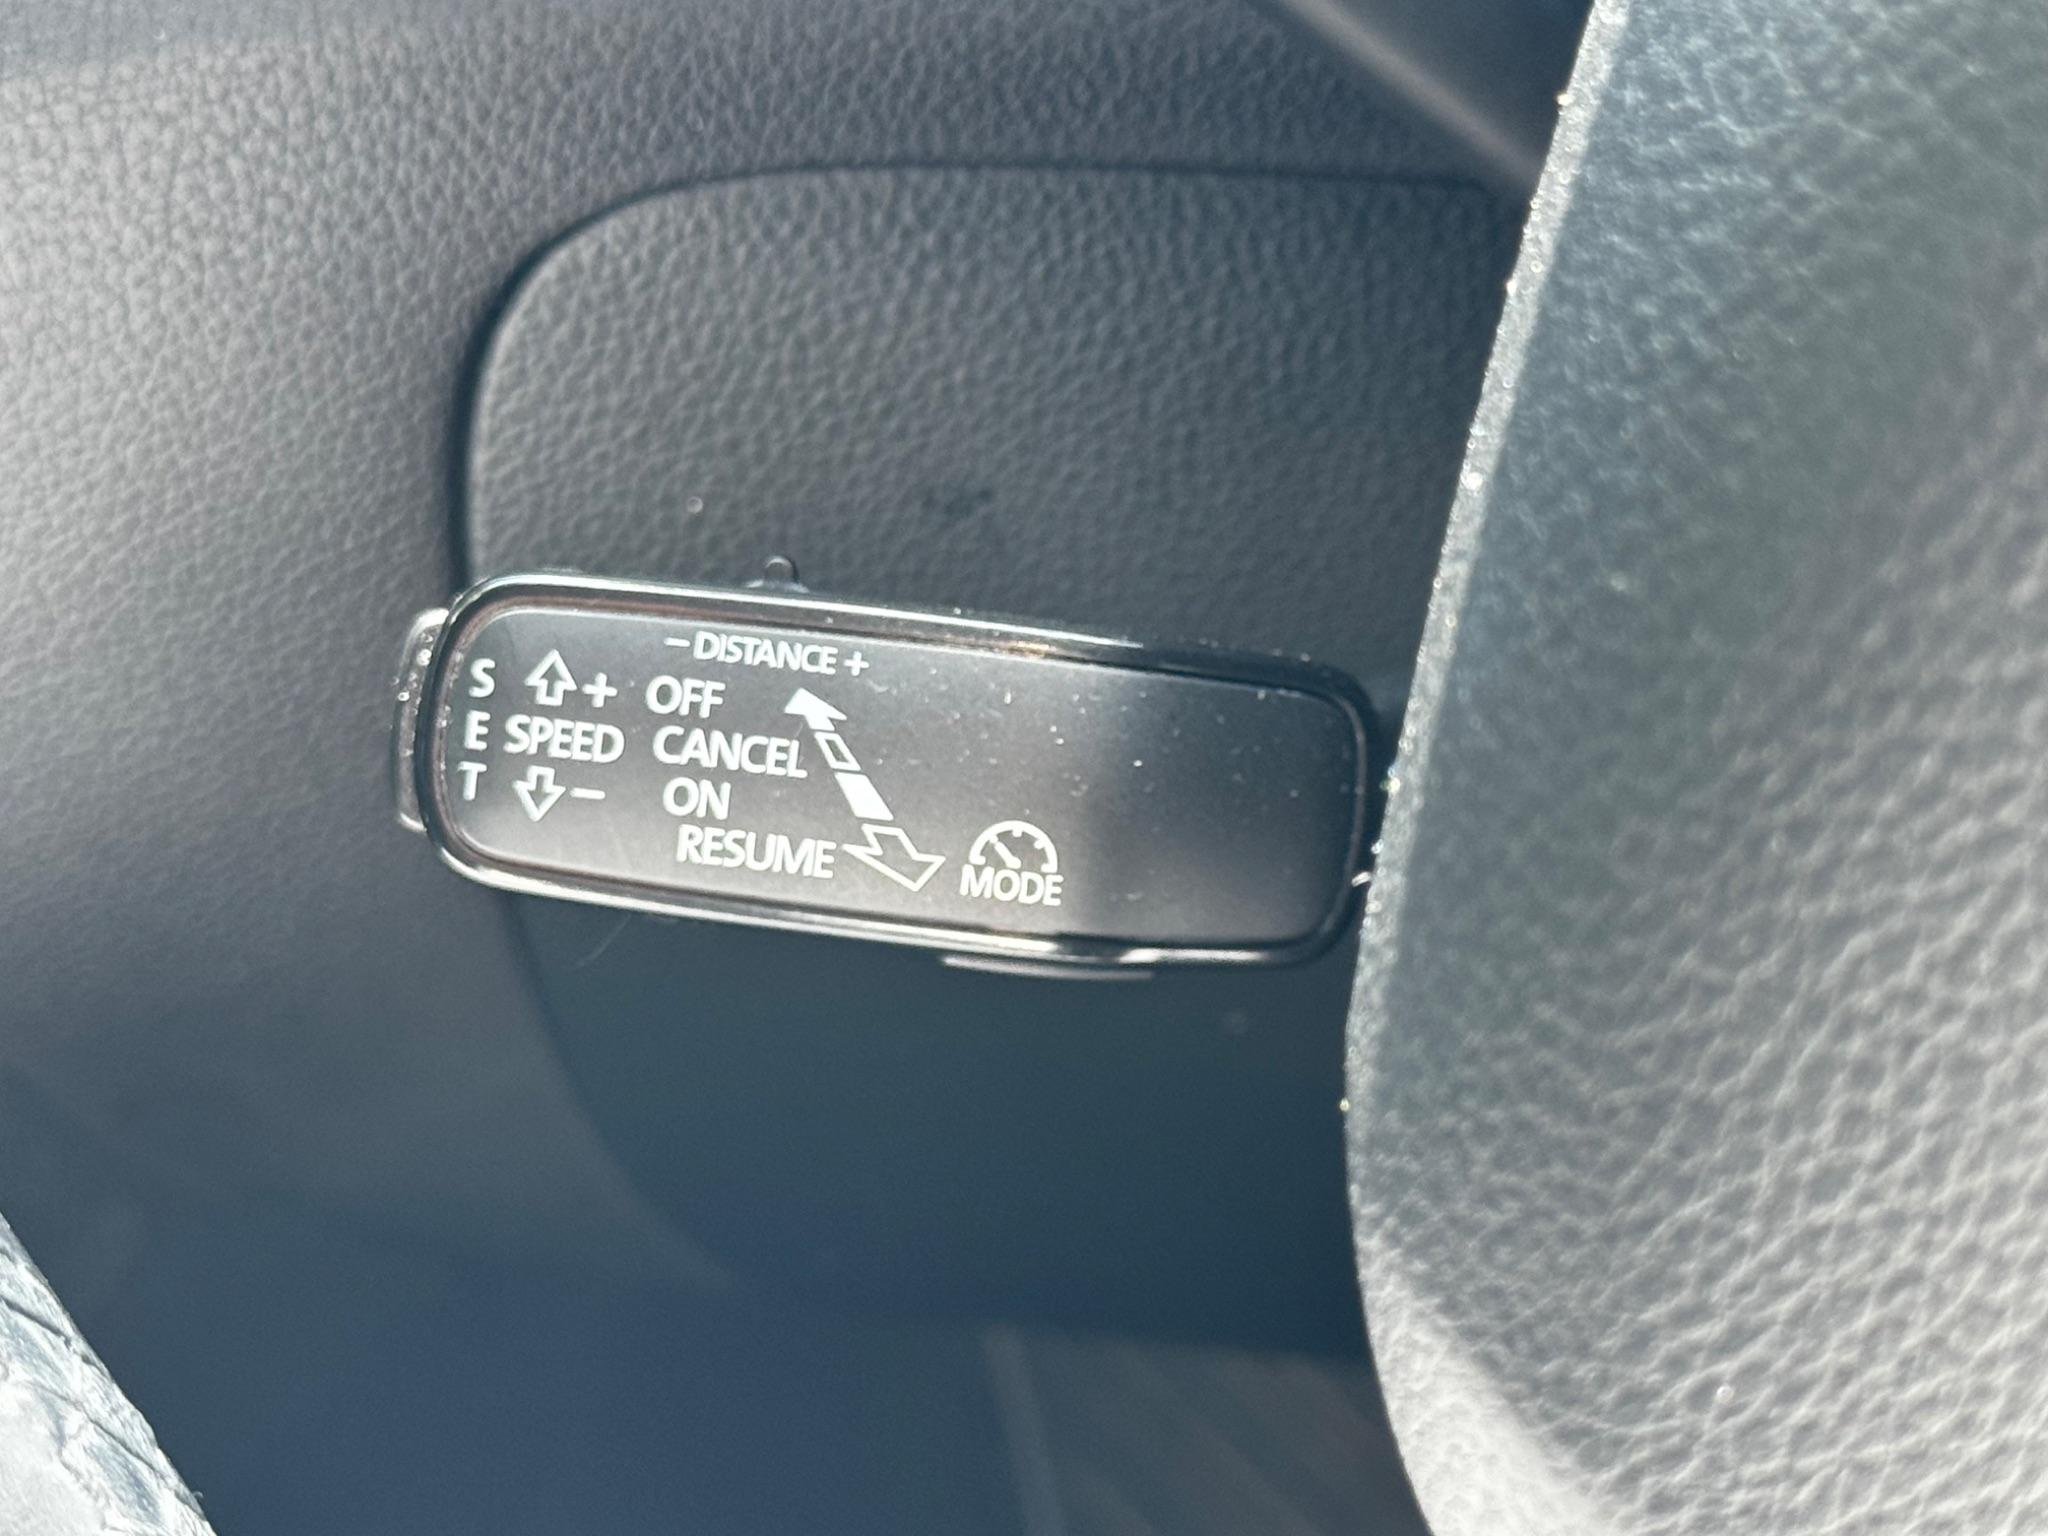 - DISTANCE +
S + OFF
E SPEED CANCEL
T - ON
RESUME
MODE